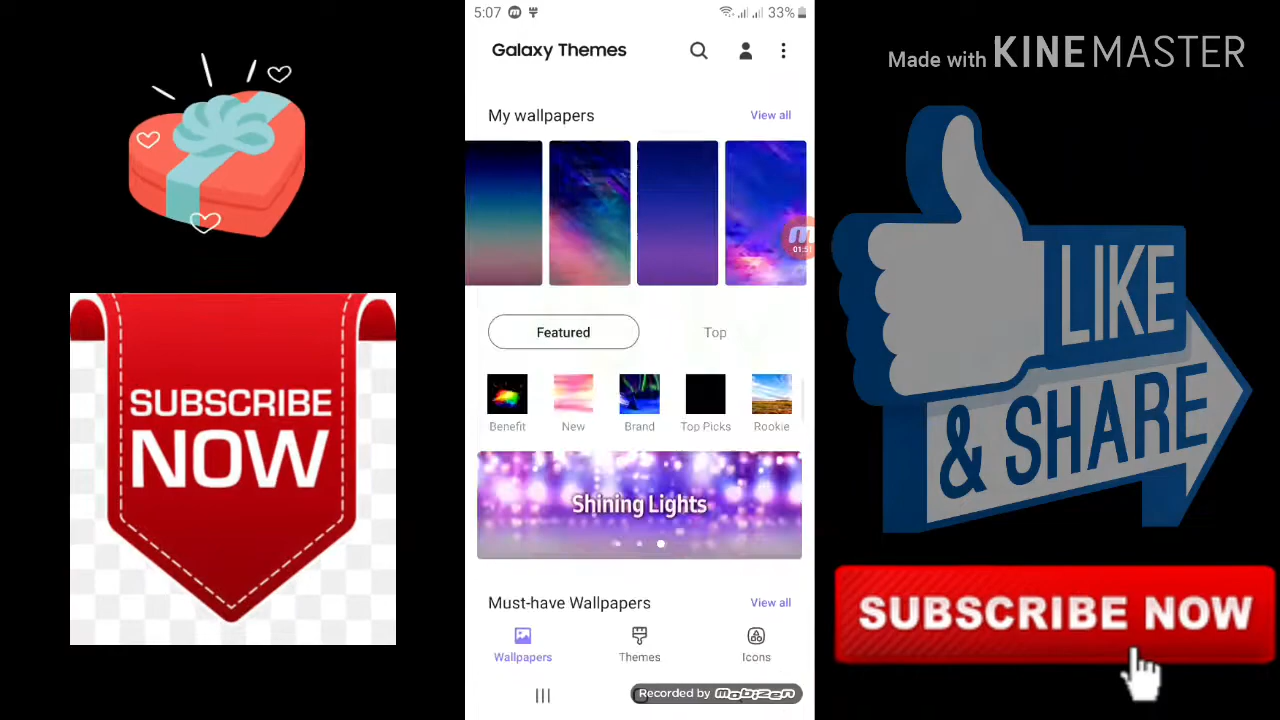 5:07
33%
Galaxy Themes
My wallpapers
View all
01:51
Featured
Top
Benefit
New
Brand
Top Picks
Rookie
Shining Lights
Must-have Wallpapers
View all
Wallpapers
Themes
Icons
Recorded by MOBIZEN
SUBSCRIBE
NOW
Made with KINEMASTER
LIKE
& SHARE
SUBSCRIBE NOW